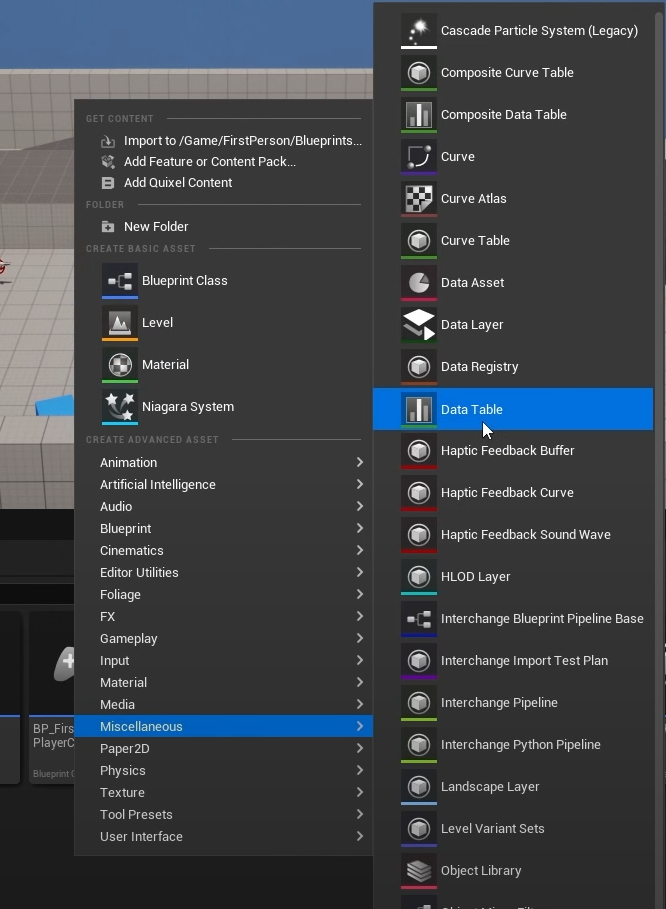 GET CONTENT
Import to /Game/FirstPerson/Blueprints...
Add Feature or Content Pack...
Add Quixel Content
FOLDER
New Folder
CREATE BASIC ASSET
Blueprint Class
Level
Material
Niagara System
CREATE ADVANCED ASSET
Animation
Artificial Intelligence
Audio
Blueprint
Cinematics
Editor Utilities
Foliage
FX
Gameplay
Input
Material
Media
Miscellaneous
Paper2D
Physics
Texture
Tool Presets
User Interface
Cascade Particle System (Legacy)
Composite Curve Table
Composite Data Table
Curve
Curve Atlas
Curve Table
Data Asset
Data Layer
Data Registry
Data Table
Haptic Feedback Buffer
Haptic Feedback Curve
Haptic Feedback Sound Wave
HLOD Layer
Interchange Blueprint Pipeline Base
Interchange Import Test Plan
Interchange Pipeline
Interchange Python Pipeline
Landscape Layer
Level Variant Sets
Object Library
BP_Firs
PlayerC
Blueprint C